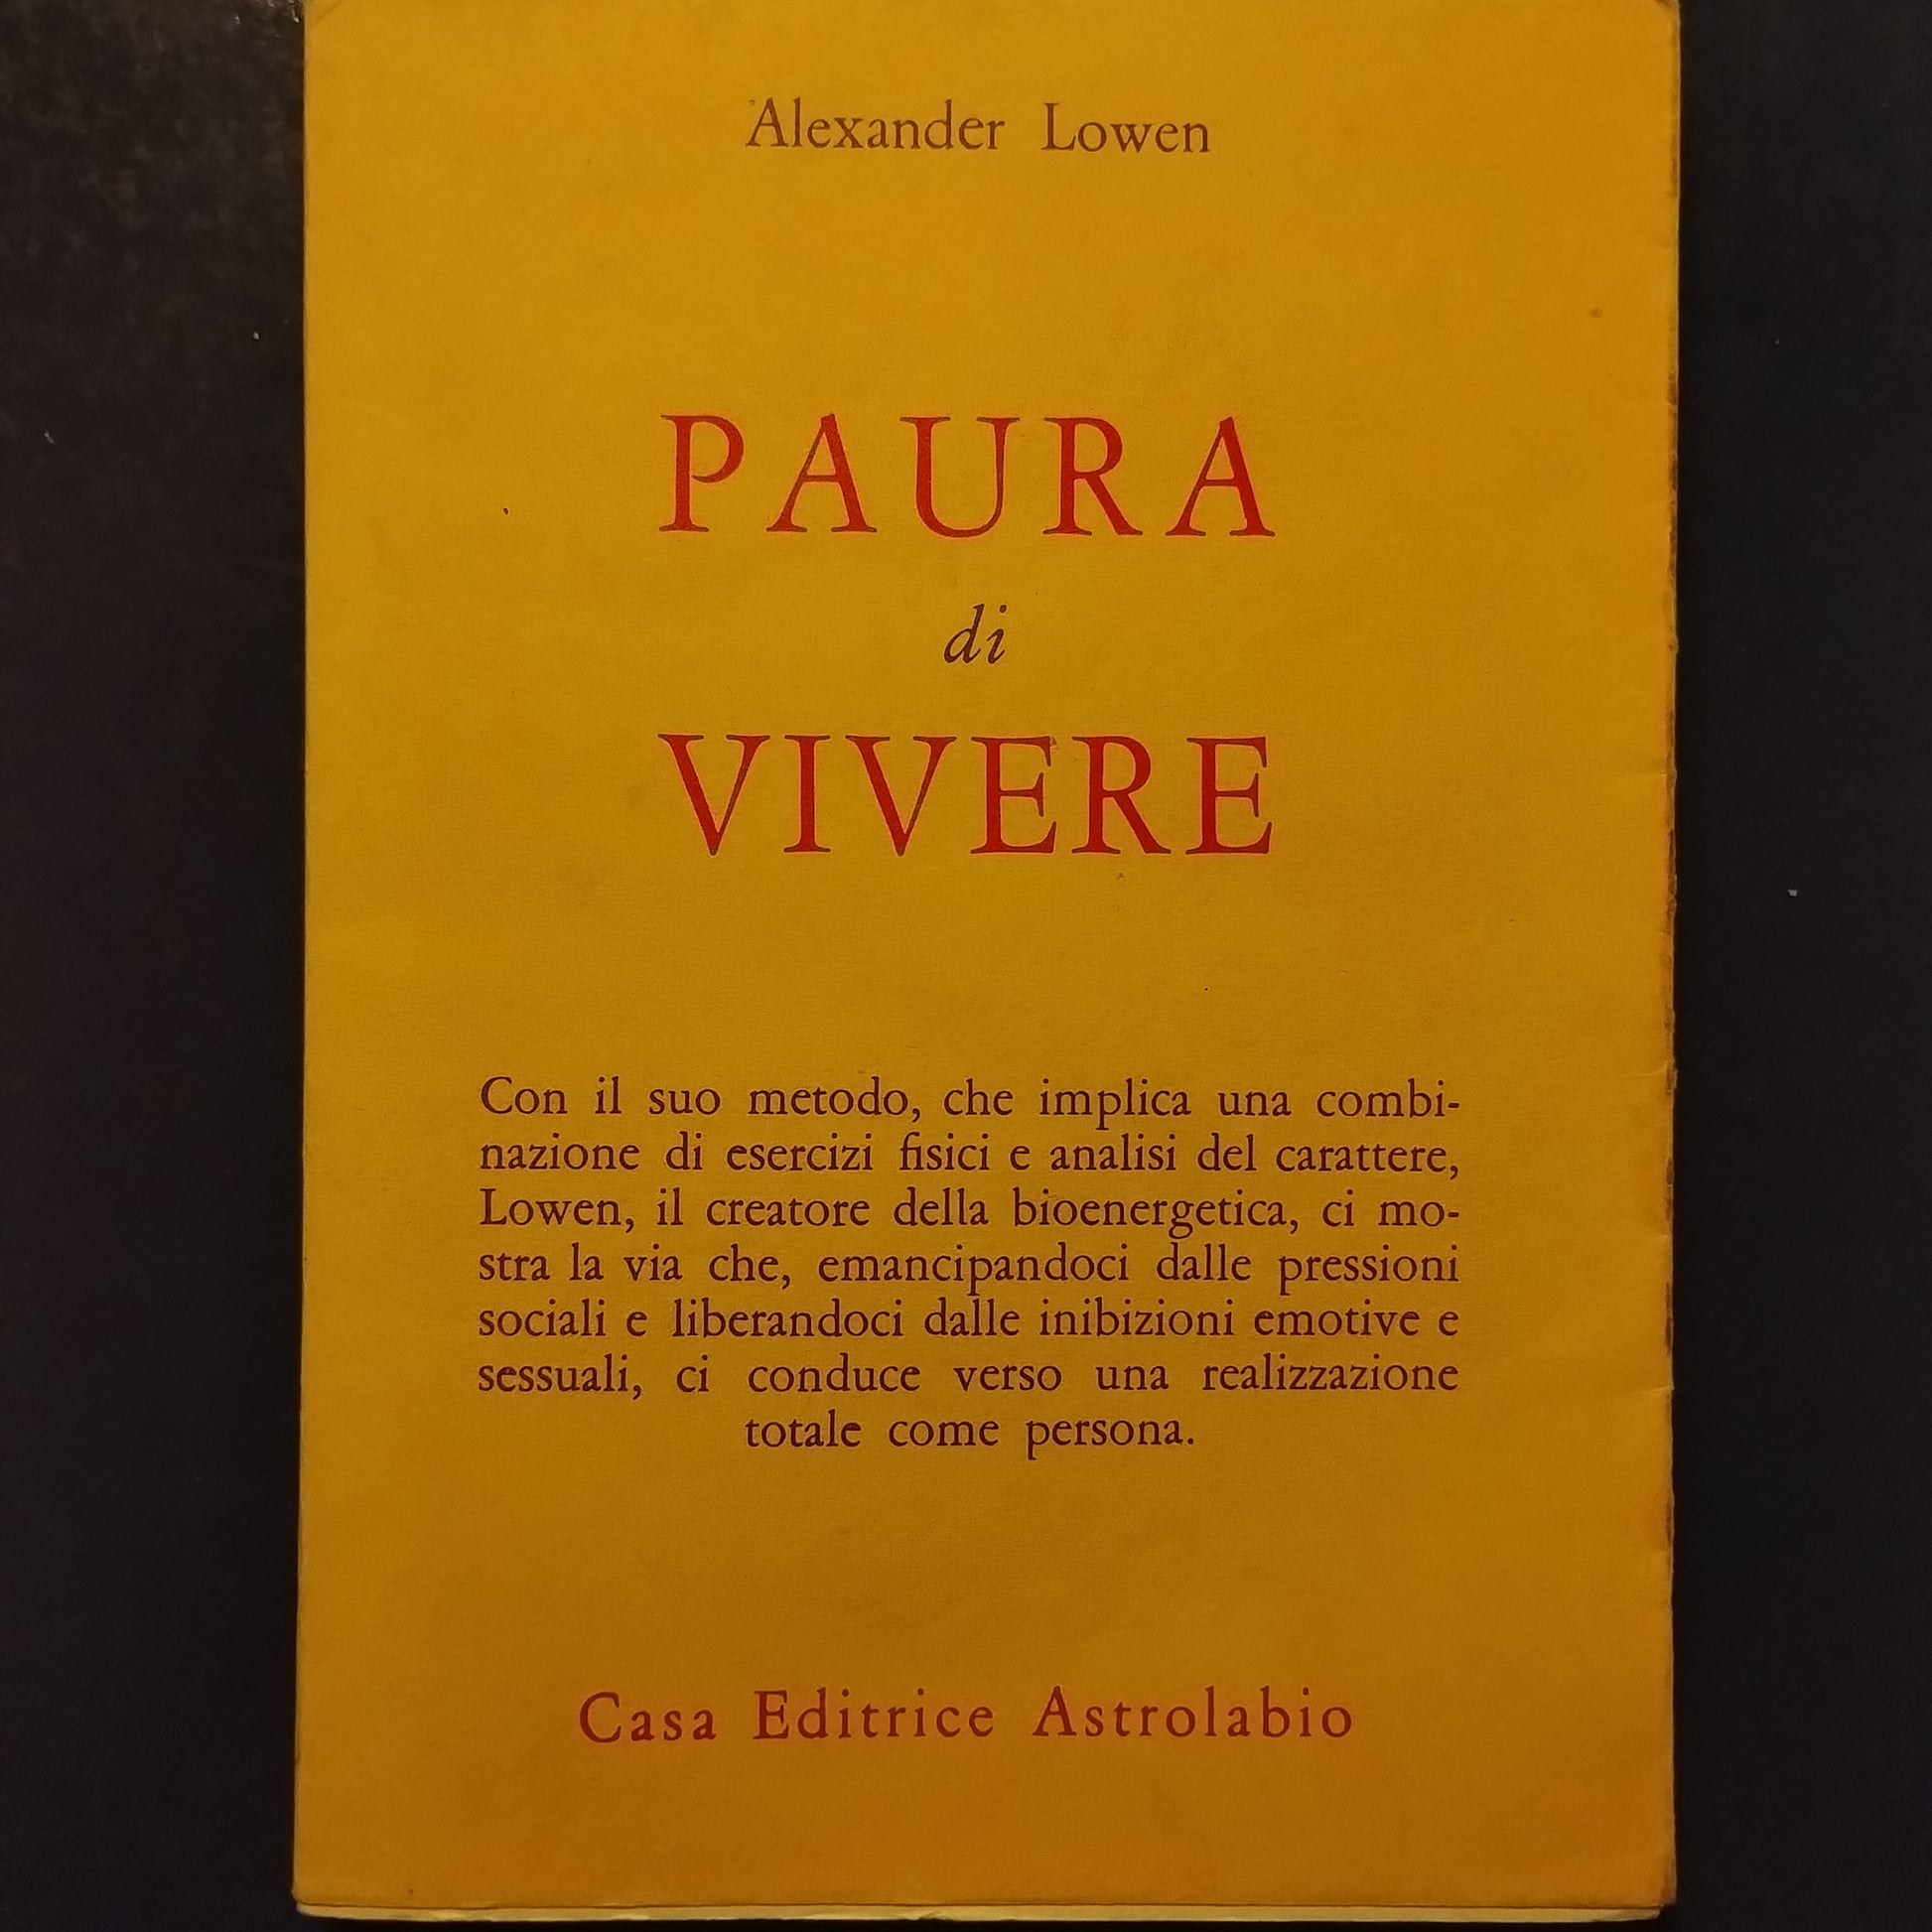 Alexander Lowen
PAURA
di
VIVERE
Con il suo metodo, che implica una combi-
nazione di esercizi fisici e analisi del carattere,
Lowen, il creatore della bioenergetica, ci mo-
stra la via che, emancipandoci dalle pressioni
sociali e liberandoci dalle inibizioni emotive e
sessuali, ci conduce verso una realizzazione
totale come persona.
Casa Editrice Astrolabio